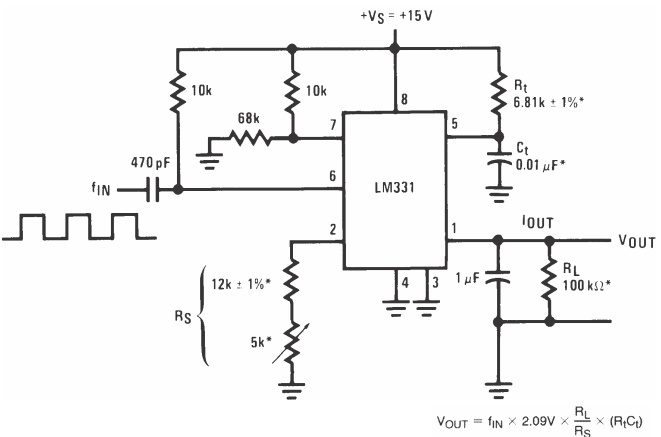 +VS = +15 V
10k
10k
Rt
6.81k ± 1%*
68k
8
7
5
Ct
0.01 µF*
470 pF
fIN
6
LM331
2
1
IOUT
VOUT
RS
12k ± 1%*
5k*
4
3
1 µF
RL
100 kΩ*
VOUT = fIN × 2.09V × RL/RS × (RtCt)